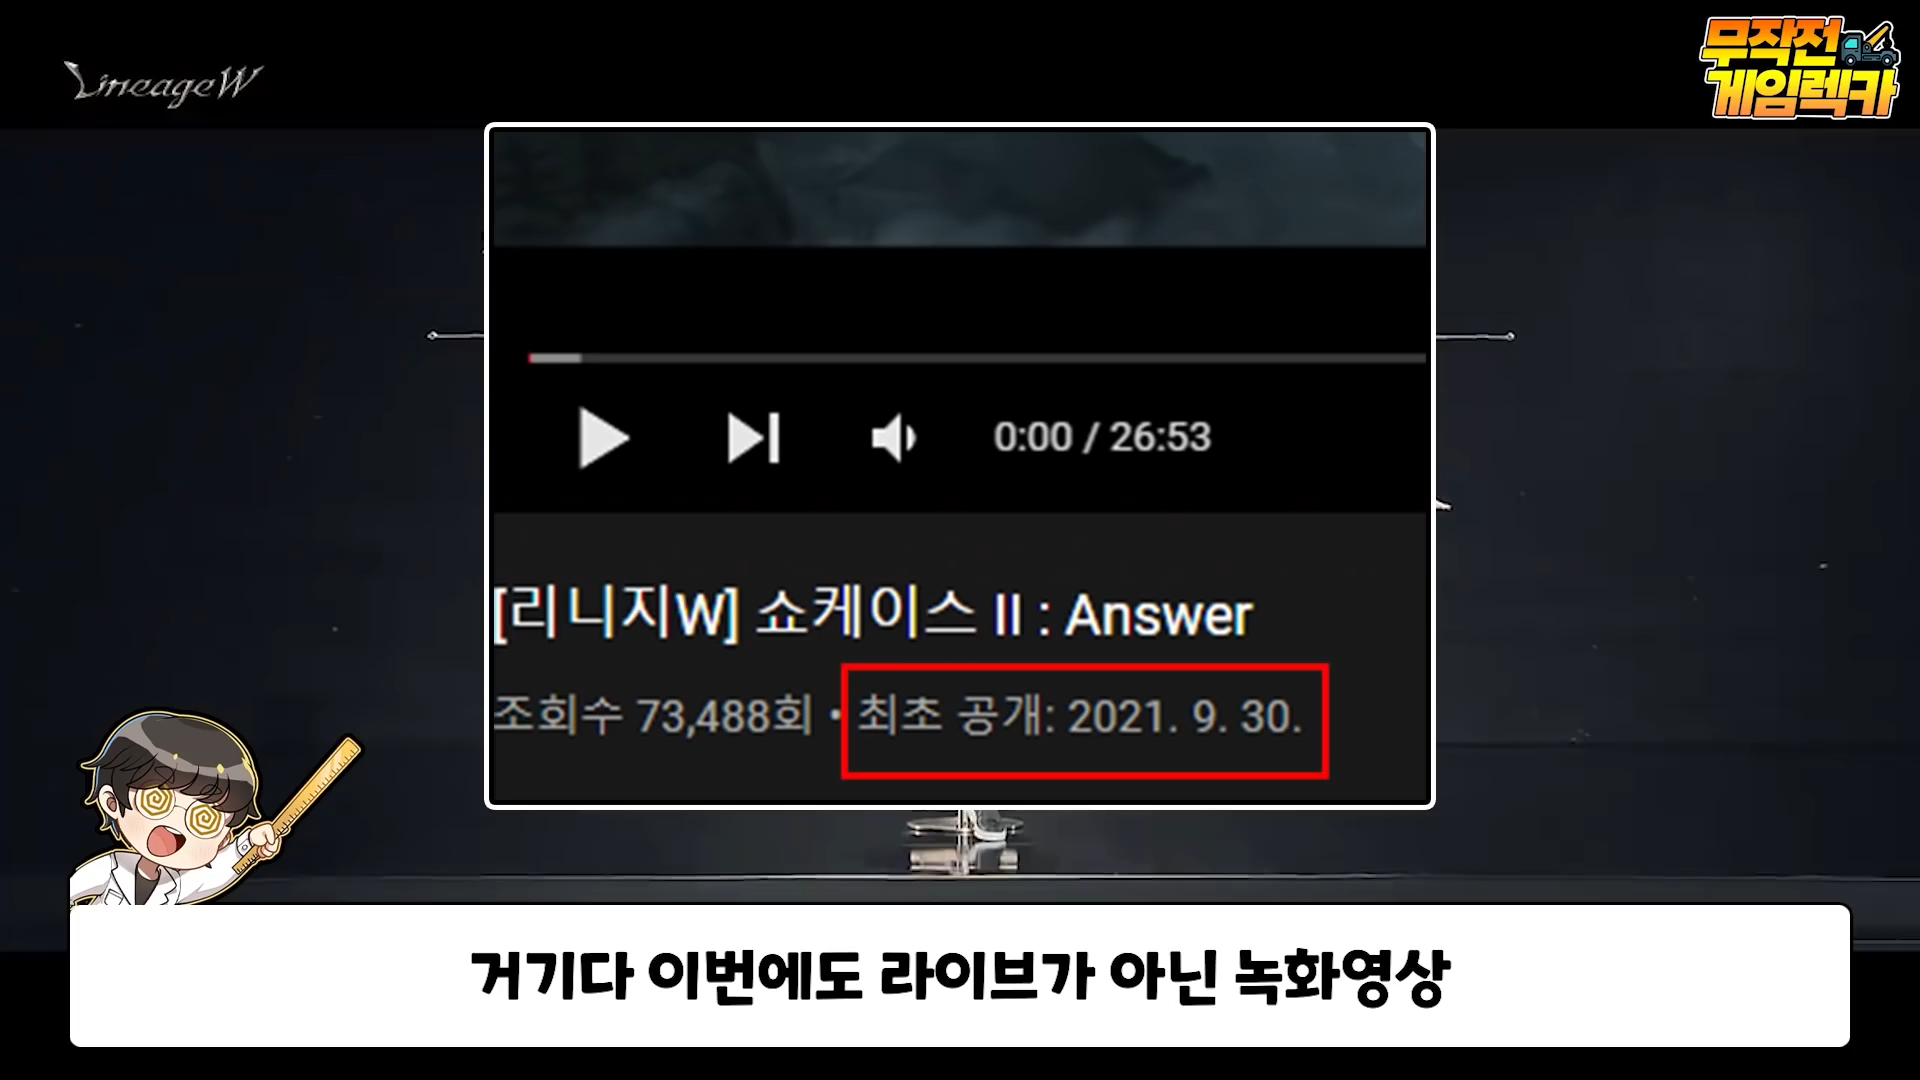 LineageW
무작전
게임렉카
0:00 / 26:53
[리니지W] 쇼케이스 II : Answer
조회수 73,488회 • 최초 공개: 2021. 9. 30.
거기다 이번에도 라이브가 아닌 녹화영상